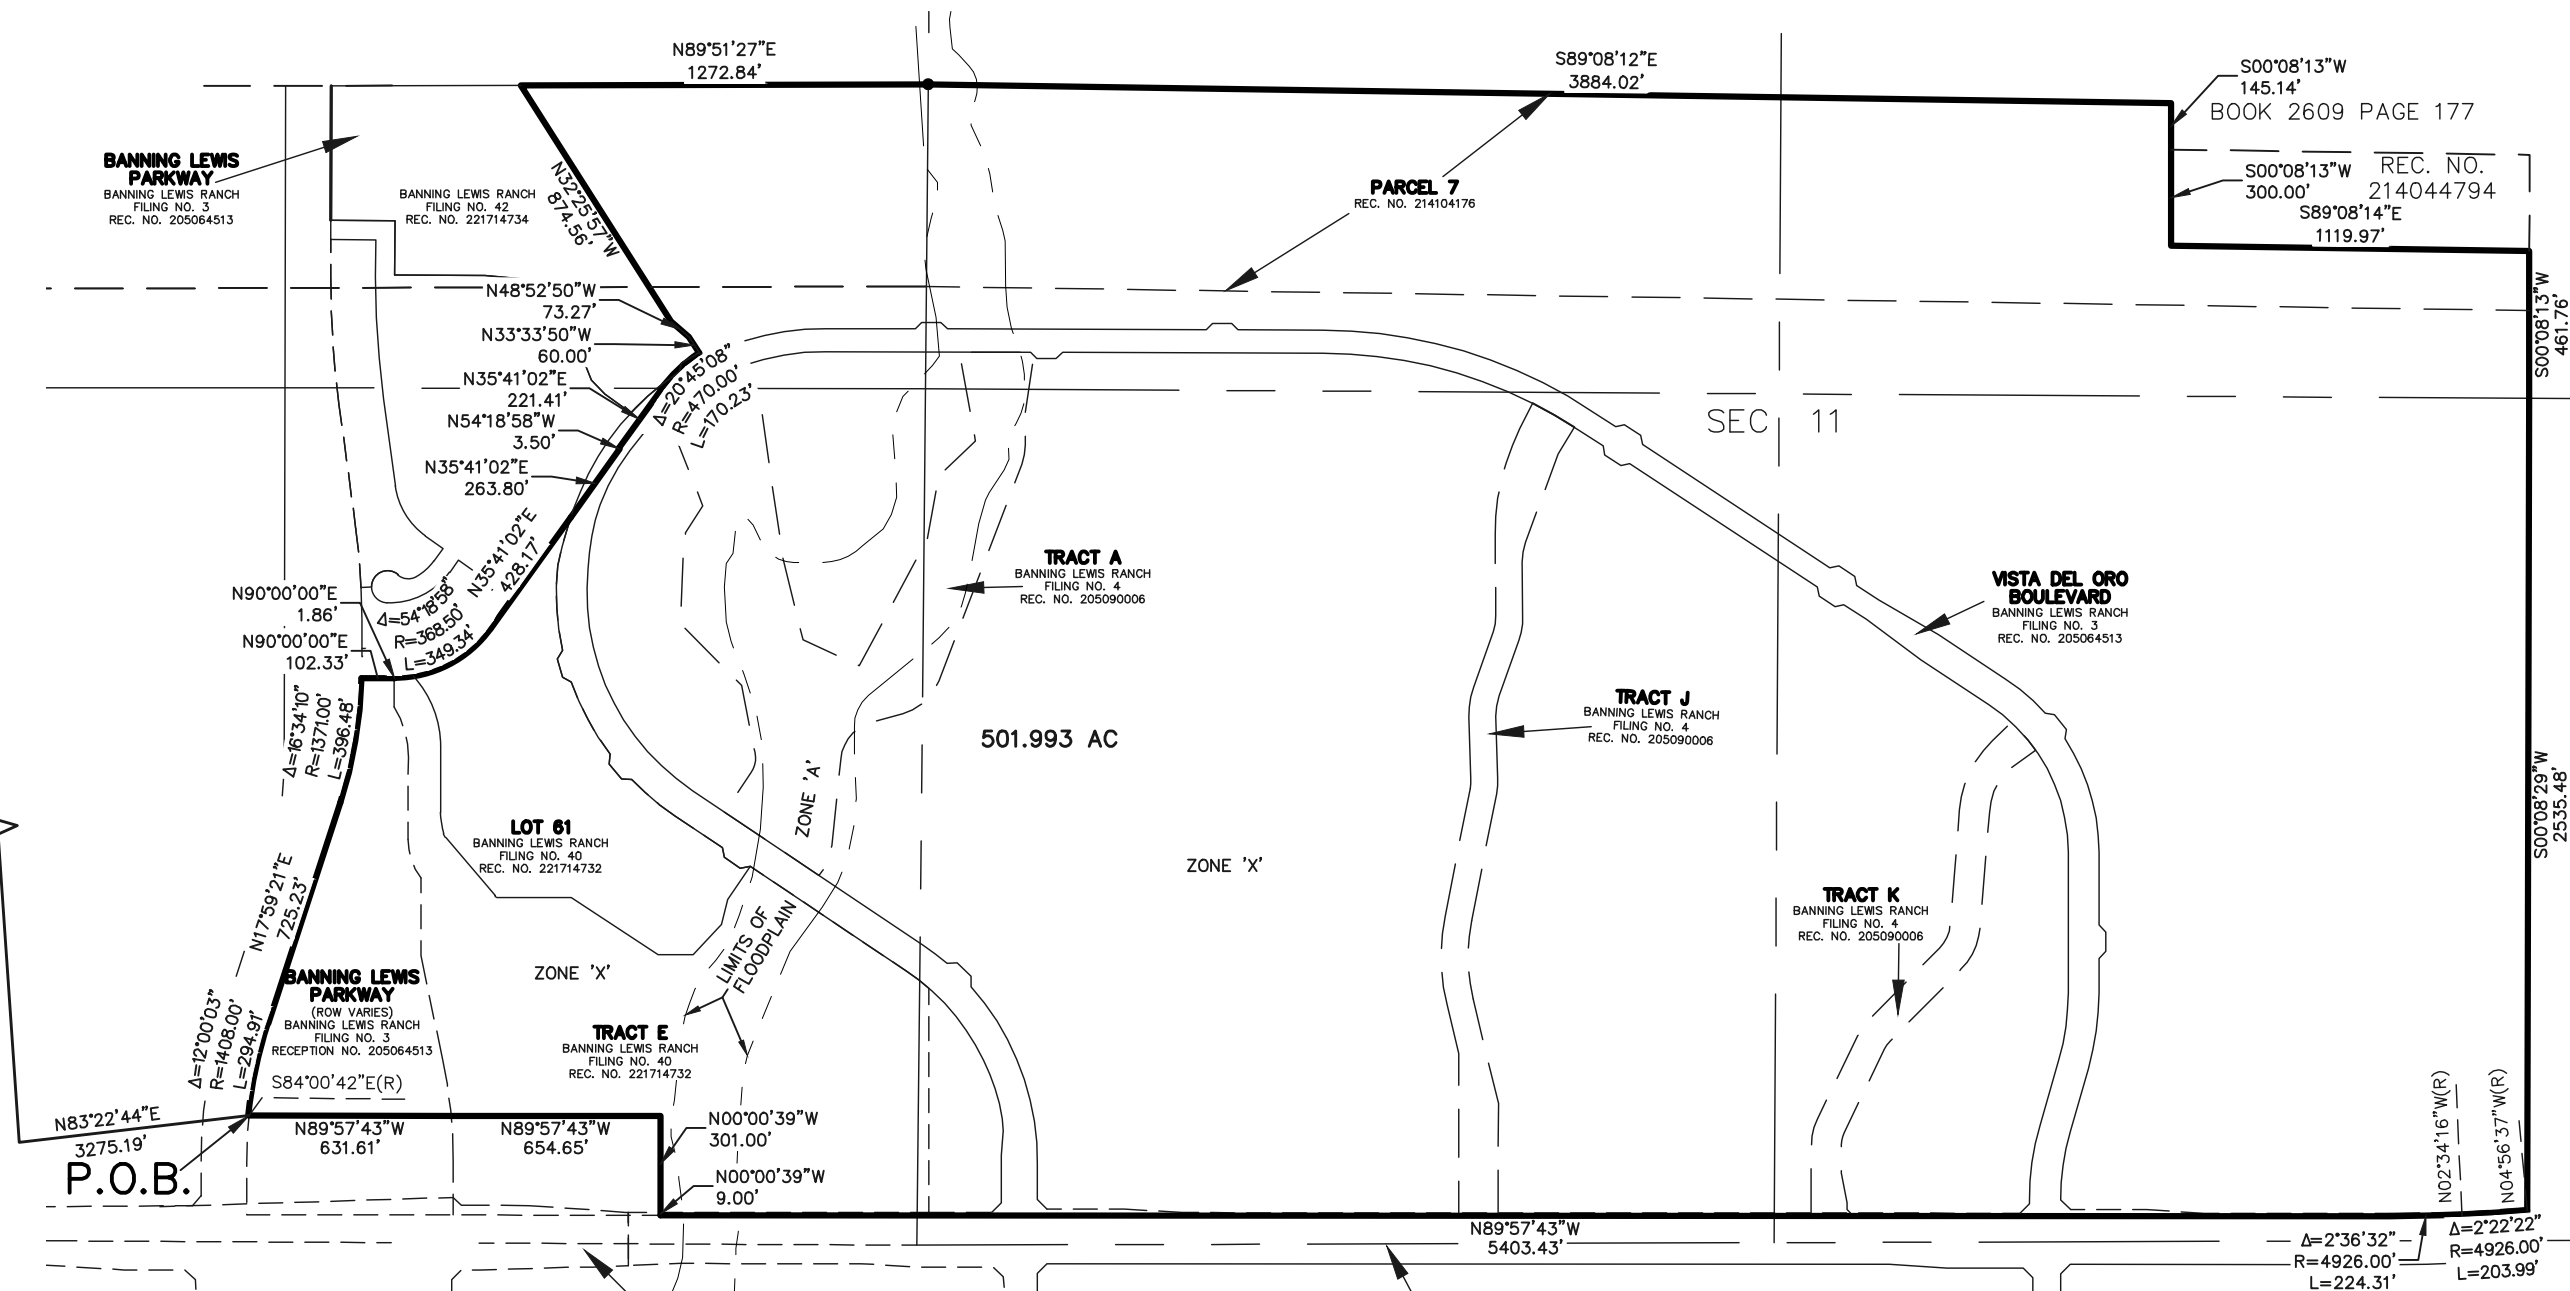 N89°51'27"E
1272.84'
S89°08'12"E
3884.02'
S00°08'13"W
145.14'
BOOK 2609 PAGE 177
S00°08'13"W
300.00'
REC. NO.
214044794
S89°08'14"E
1119.97'
BANNING LEWIS
PARKWAY
BANNING LEWIS RANCH
FILING NO. 3
REC. NO. 205064513
BANNING LEWIS RANCH
FILING NO. 42
REC. NO. 221714734
N32°25'57"W
874.56'
PARCEL 7
REC. NO. 214104176
N48°52'50"W
73.27'
N33°33'50"W
60.00'
N35°41'02"E
221.41'
N54°18'58"W
3.50'
N35°41'02"E
263.80'
Δ=20°45'08"
R=470.00'
L=170.23'
S00°08'13"W
461.76'
SEC 11
N35°41'02"E
428.17'
TRACT A
BANNING LEWIS RANCH
FILING NO. 4
REC. NO. 205090006
VISTA DEL ORO
BOULEVARD
BANNING LEWIS RANCH
FILING NO. 3
REC. NO. 205064513
N90°00'00"E
1.86'
N90°00'00"E
102.33'
Δ=54°18'58"
R=368.50'
L=349.34'
Δ=16°34'10"
R=1371.00'
L=396.48'
501.993 AC
TRACT J
BANNING LEWIS RANCH
FILING NO. 4
REC. NO. 205090006
S00°08'29"W
2535.48'
ZONE 'A'
LOT 61
BANNING LEWIS RANCH
FILING NO. 40
REC. NO. 221714732
ZONE 'X'
N17°59'21"E
725.23'
TRACT K
BANNING LEWIS RANCH
FILING NO. 4
REC. NO. 205090006
LIMITS OF
FLOODPLAIN
ZONE 'X'
BANNING LEWIS
PARKWAY
(ROW VARIES)
BANNING LEWIS RANCH
FILING NO. 3
RECEPTION NO. 205064513
Δ=12°00'03"
R=1408.00'
L=294.91'
S84°00'42"E(R)
TRACT E
BANNING LEWIS RANCH
FILING NO. 40
REC. NO. 221714732
N83°22'44"E
3275.19'
P.O.B.
N89°57'43"W
631.61'
N89°57'43"W
654.65'
N00°00'39"W
301.00'
N00°00'39"W
9.00'
N02°34'16"W(R)
N04°56'37"W(R)
N89°57'43"W
5403.43'
Δ=2°36'32"
R=4926.00'
L=224.31'
Δ=2°22'22"
R=4926.00'
L=203.99'